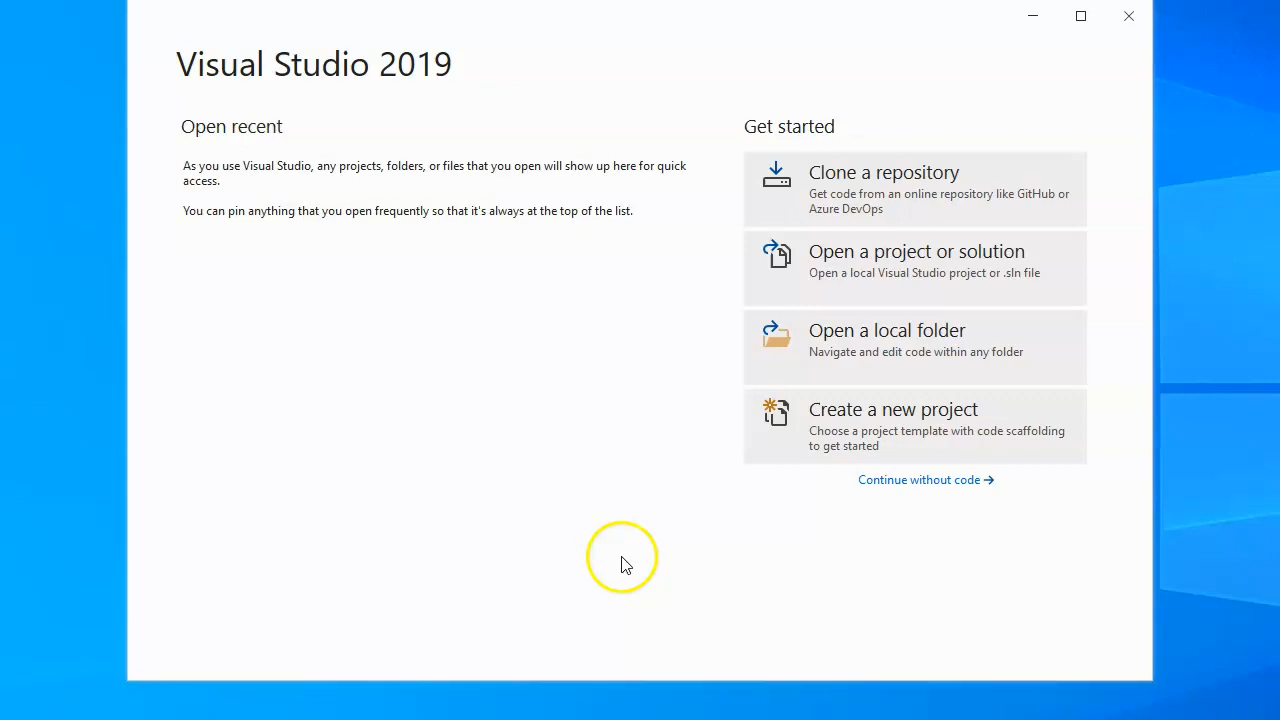 Visual Studio 2019
Open recent
As you use Visual Studio, any projects, folders, or files that you open will show up here for quick
access.
You can pin anything that you open frequently so that it's always at the top of the list.
Get started
Clone a repository
Get code from an online repository like GitHub or
Azure DevOps
Open a project or solution
Open a local Visual Studio project or .sln file
Open a local folder
Navigate and edit code within any folder
Create a new project
Choose a project template with code scaffolding
to get started
Continue without code →